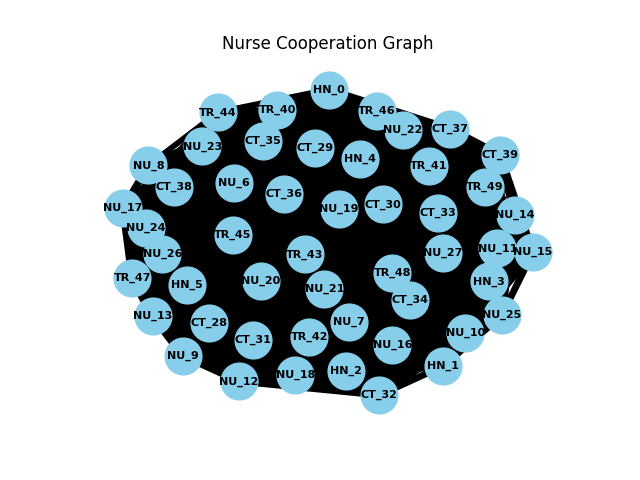 Nurse Cooperation Graph
HN_0
TR_44
TR_40
TR_46
NU_22
CT_37
NU_23
CT_35
CT_29
HN_4
TR_41
CT_39
NU_8
CT_38
NU_6
CT_36
TR_49
NU_17
NU_19
CT_30
CT_33
NU_14
NU_24
TR_45
NU_26
TR_43
NU_27
NU_11
NU_15
TR_47
HN_5
NU_20
NU_21
TR_48
HN_3
CT_34
NU_13
CT_28
NU_7
NU_25
NU_9
CT_31
TR_42
NU_16
NU_10
NU_12
NU_18
HN_2
HN_1
CT_32